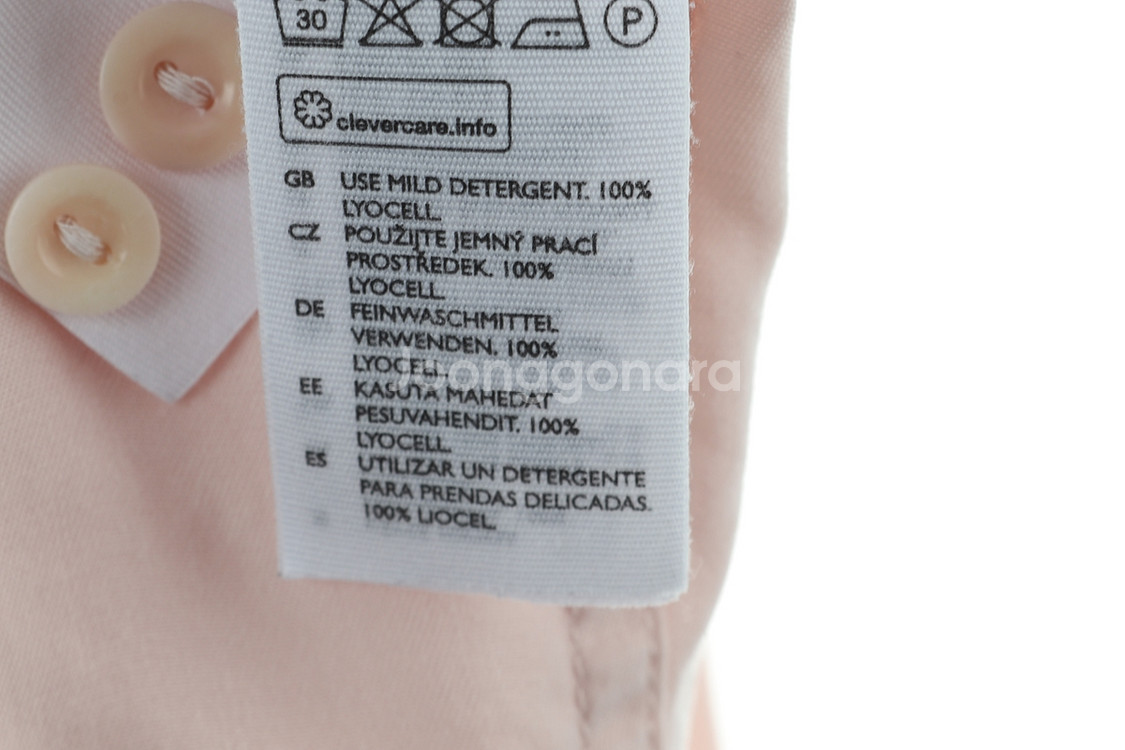 30 P
clevercare.info
GB USE MILD DETERGENT. 100%
LYOCELL.
CZ POUŽIJTE JEMNÝ PRACÍ
PROSTŘEDEK. 100%
LYOCELL.
DE FEINWASCHMITTEL
VERWENDEN. 100%
LYOCELL.
EE KASUTA MAHEDAT
PESUVAHENDIT. 100%
LYOCELL.
ES UTILIZAR UN DETERGENTE
PARA PRENDAS DELICADAS.
100% LIOCEL.